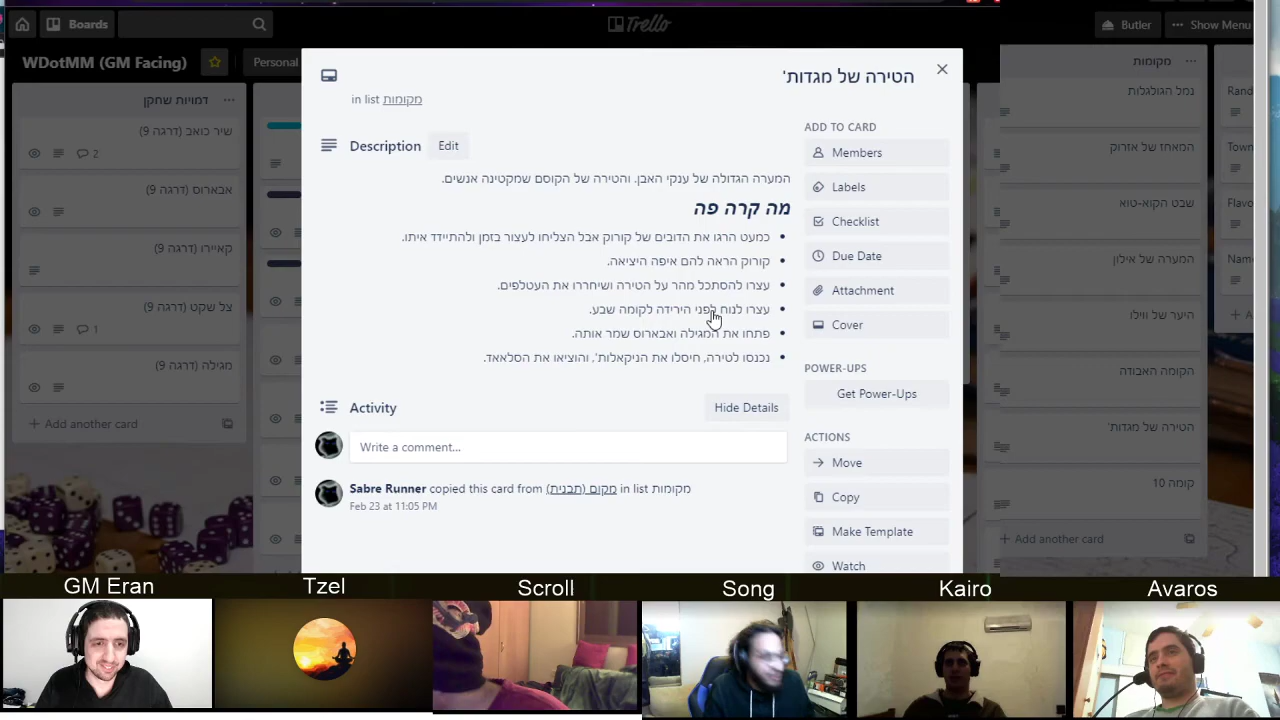 Boards
Trello
Butler
Show Menu
WDotMM (GM Facing)
Personal
דמויות שחקן
שיר כואב (דרגה 9)
2
אבארוס (דרגה 9)
קאיירו (דרגה 9)
צל שקט (דרגה 9)
1
מגילה (דרגה 9)
Add another card
הטירה של מגדות'
in list מקומות
Description
Edit
המערה הגדולה של ענקי האבן. והטירה של הקוסם שמקטינה אנשים.
מה קרה פה
כמעט הרגו את הדובים של קורוק אבל הצליחו לעצור בזמן ולהתיידד איתו.
קורוק הראה להם איפה היציאה.
עצרו להסתכל מהר על הטירה ושיחררו את העטלפים.
עצרו לנוח לפני הירידה לקומה שבע.
פתחו את המגילה ואבארוס שמר אותה.
נכנסו לטירה, חיסלו את הניקאלות', והוציאו את הסלאאד.
Activity
Hide Details
Write a comment...
Sabre Runner copied this card from מקום (תבנית) in list מקומות
Feb 23 at 11:05 PM
ADD TO CARD
Members
Labels
Checklist
Due Date
Attachment
Cover
POWER-UPS
Get Power-Ups
ACTIONS
Move
Copy
Make Template
Watch
מקומות
נמל הגולגלות
המאחז של אזרוק
שבט הקוא-טוא
המערה של אילון
היער של ווילו
הקומה האבודה
הטירה של מגדות'
קומה 10
Add another card
Rand
Town
Flavo
Name
A
GM Eran
Tzel
Scroll
Song
Kairo
Avaros